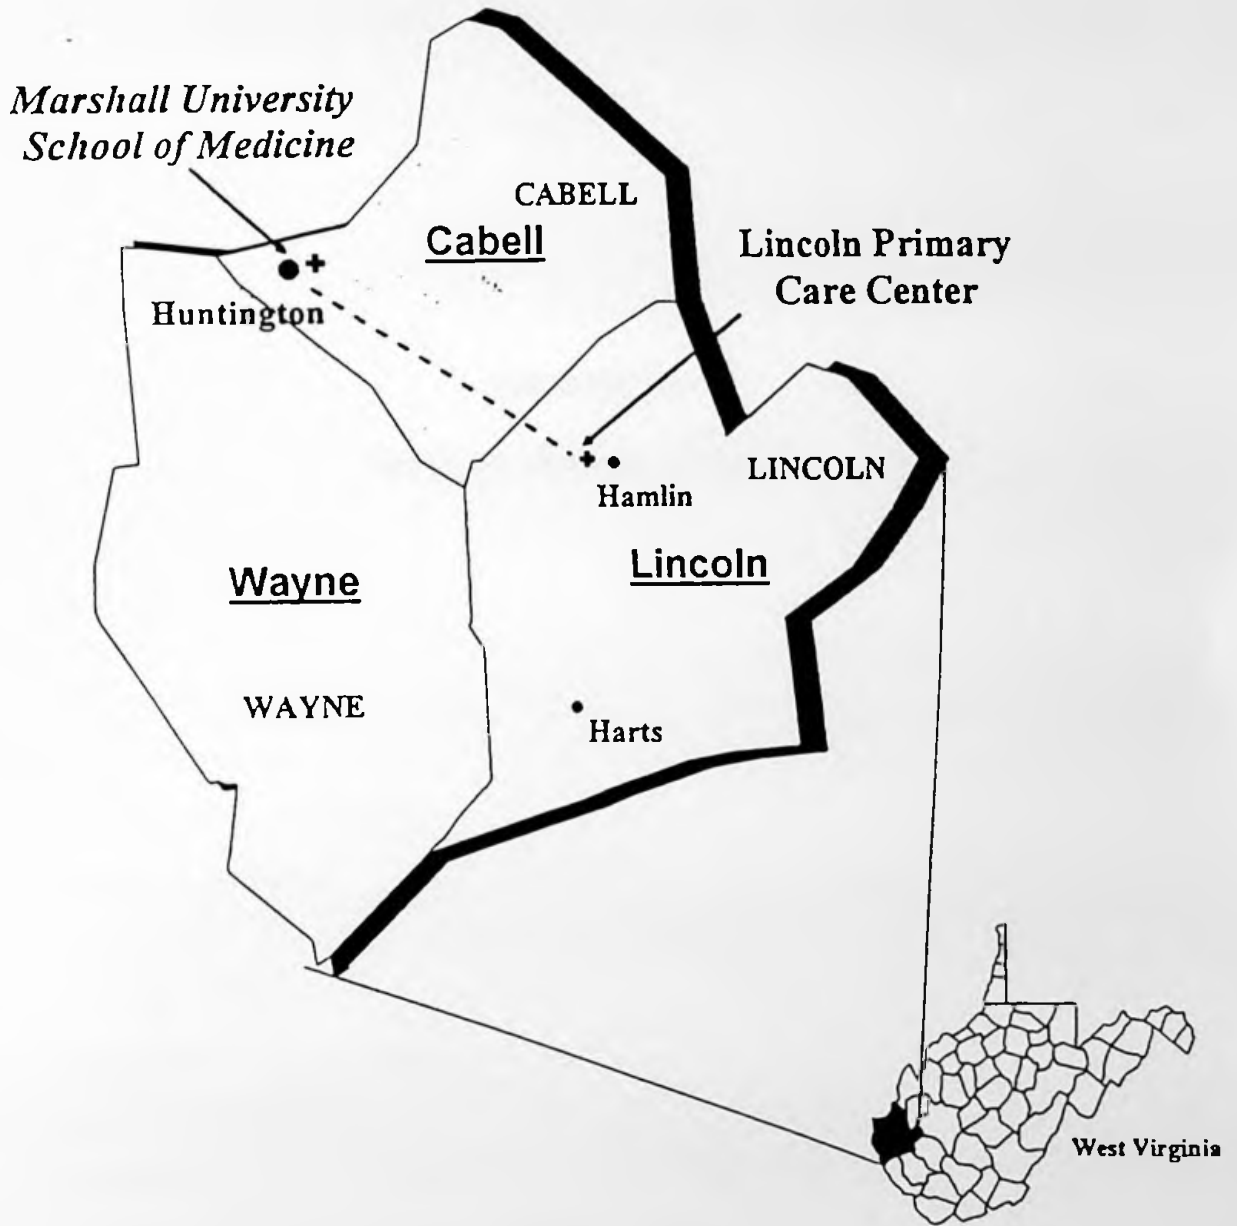 Marshall University
School of Medicine
CABELL
Cabell
Lincoln Primary
Care Center
Huntington
LINCOLN
Hamlin
Wayne
Lincoln
WAYNE
Harts
West Virginia